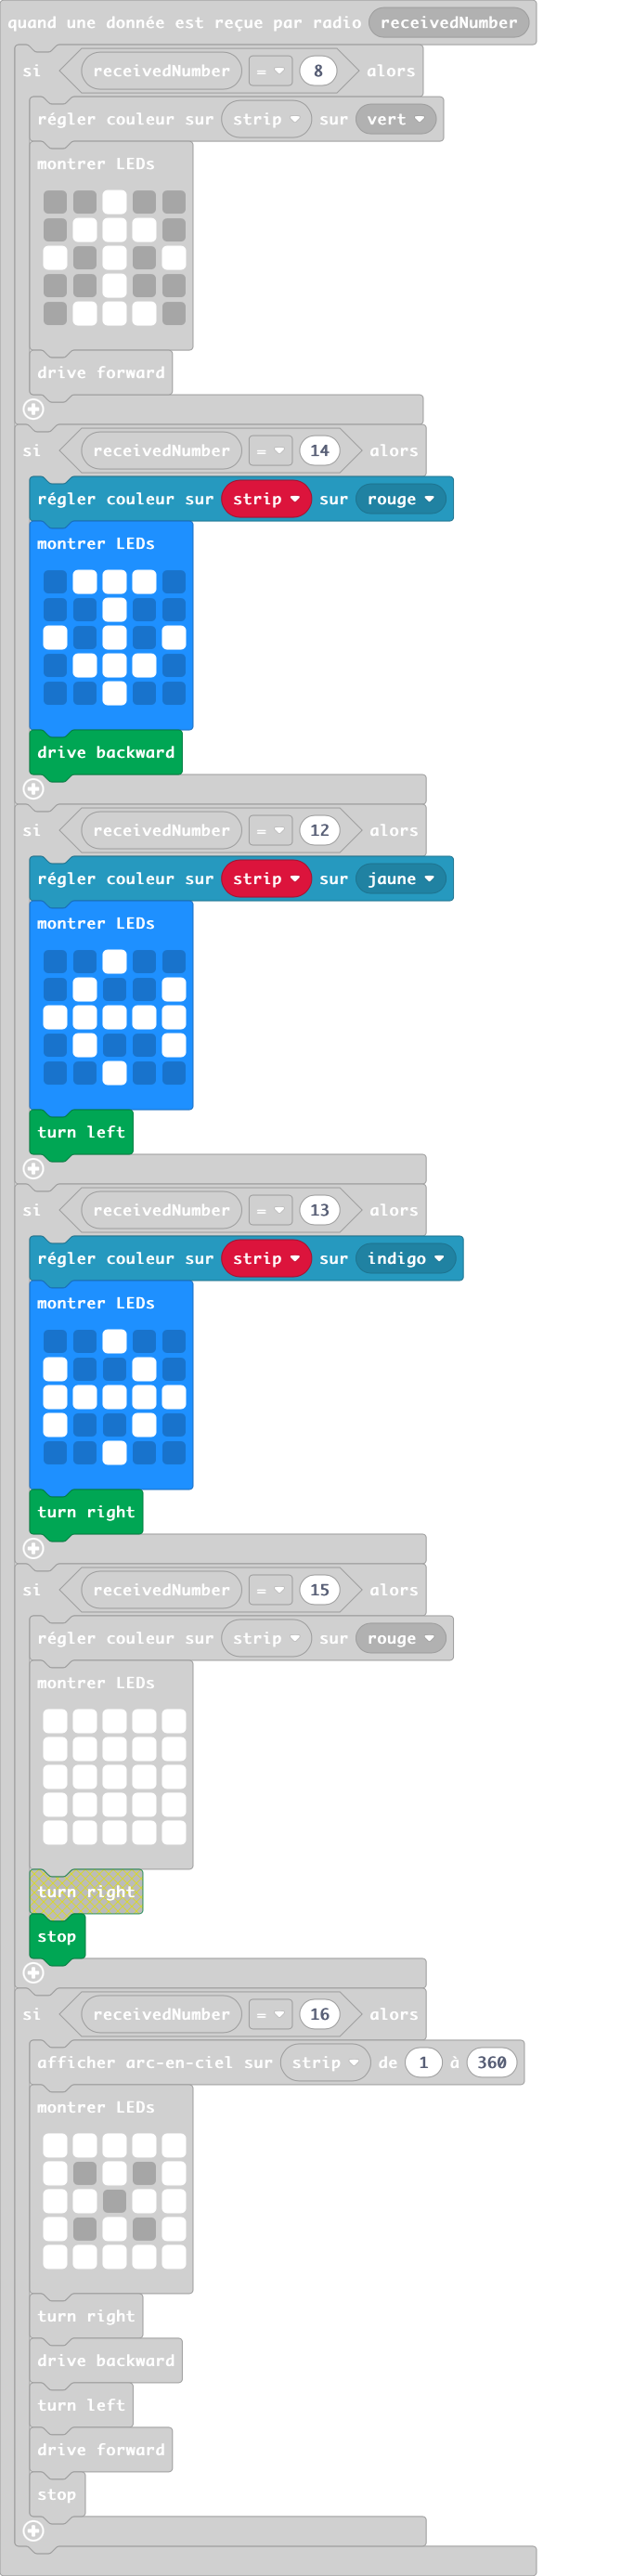 quand une donnée est reçue par radio receivedNumber
si receivedNumber = 8 alors
régler couleur sur strip sur vert
montrer LEDs
drive forward
si receivedNumber = 14 alors
régler couleur sur strip sur rouge
montrer LEDs
drive backward
si receivedNumber = 12 alors
régler couleur sur strip sur jaune
montrer LEDs
turn left
si receivedNumber = 13 alors
régler couleur sur strip sur indigo
montrer LEDs
turn right
si receivedNumber = 15 alors
régler couleur sur strip sur rouge
montrer LEDs
turn right
stop
si receivedNumber = 16 alors
afficher arc-en-ciel sur strip de 1 à 360
montrer LEDs
turn right
drive backward
turn left
drive forward
stop